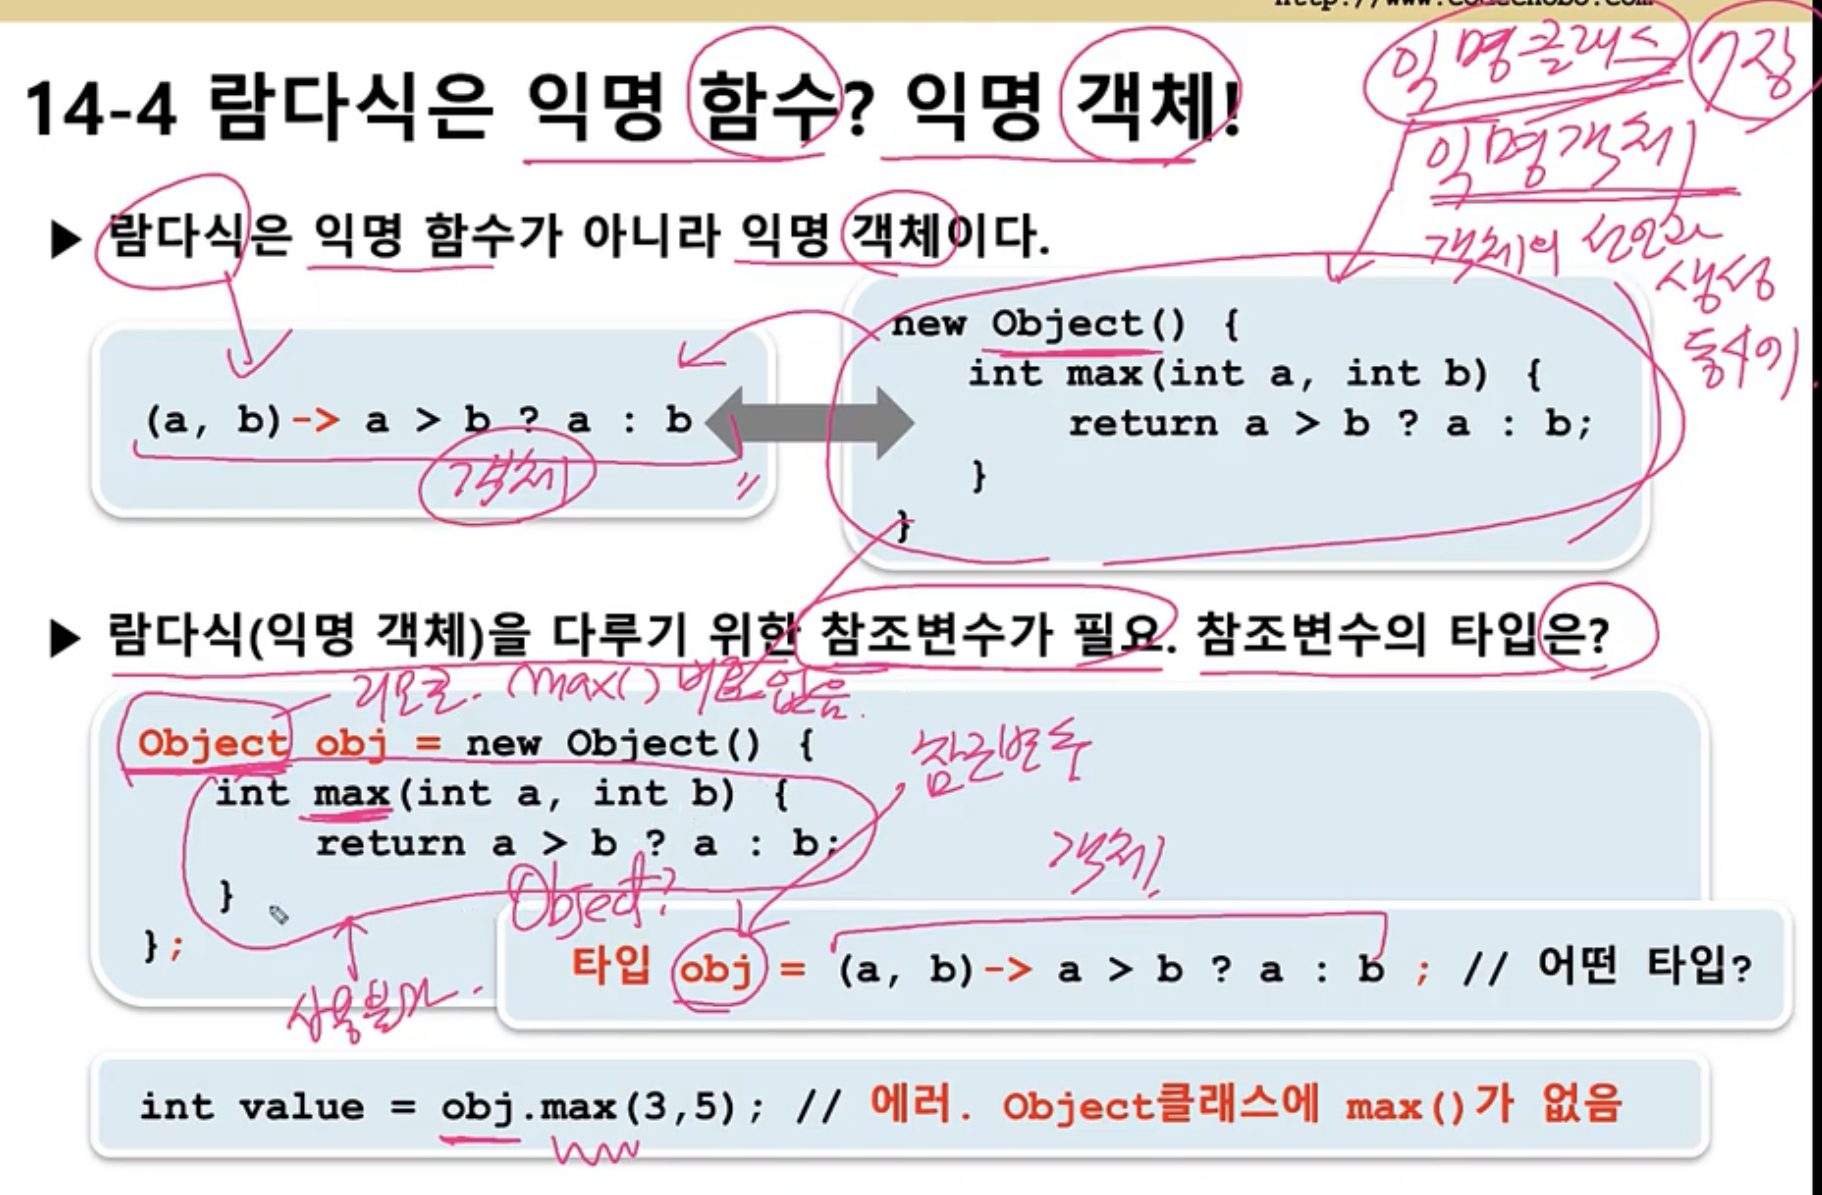 14-4 람다식은 익명 함수? 익명 객체!
익명클래스 7장
익명객체
객체의 선언과
생성
동시에.
▶ 람다식은 익명 함수가 아니라 익명 객체이다.
(a, b)-> a > b ? a : b
객체
new Object() {
int max(int a, int b) {
return a > b ? a : b;
}
}
▶ 람다식(익명 객체)을 다루기 위한 참조변수가 필요. 참조변수의 타입은?
리모콘. max() 버튼 없음.
Object obj = new Object() {
int max(int a, int b) {
return a > b ? a : b;
}
};
참조변수
객체
Object?
사용불가.
타입 obj = (a, b)-> a > b ? a : b ; // 어떤 타입?
int value = obj.max(3,5); // 에러. Object클래스에 max()가 없음